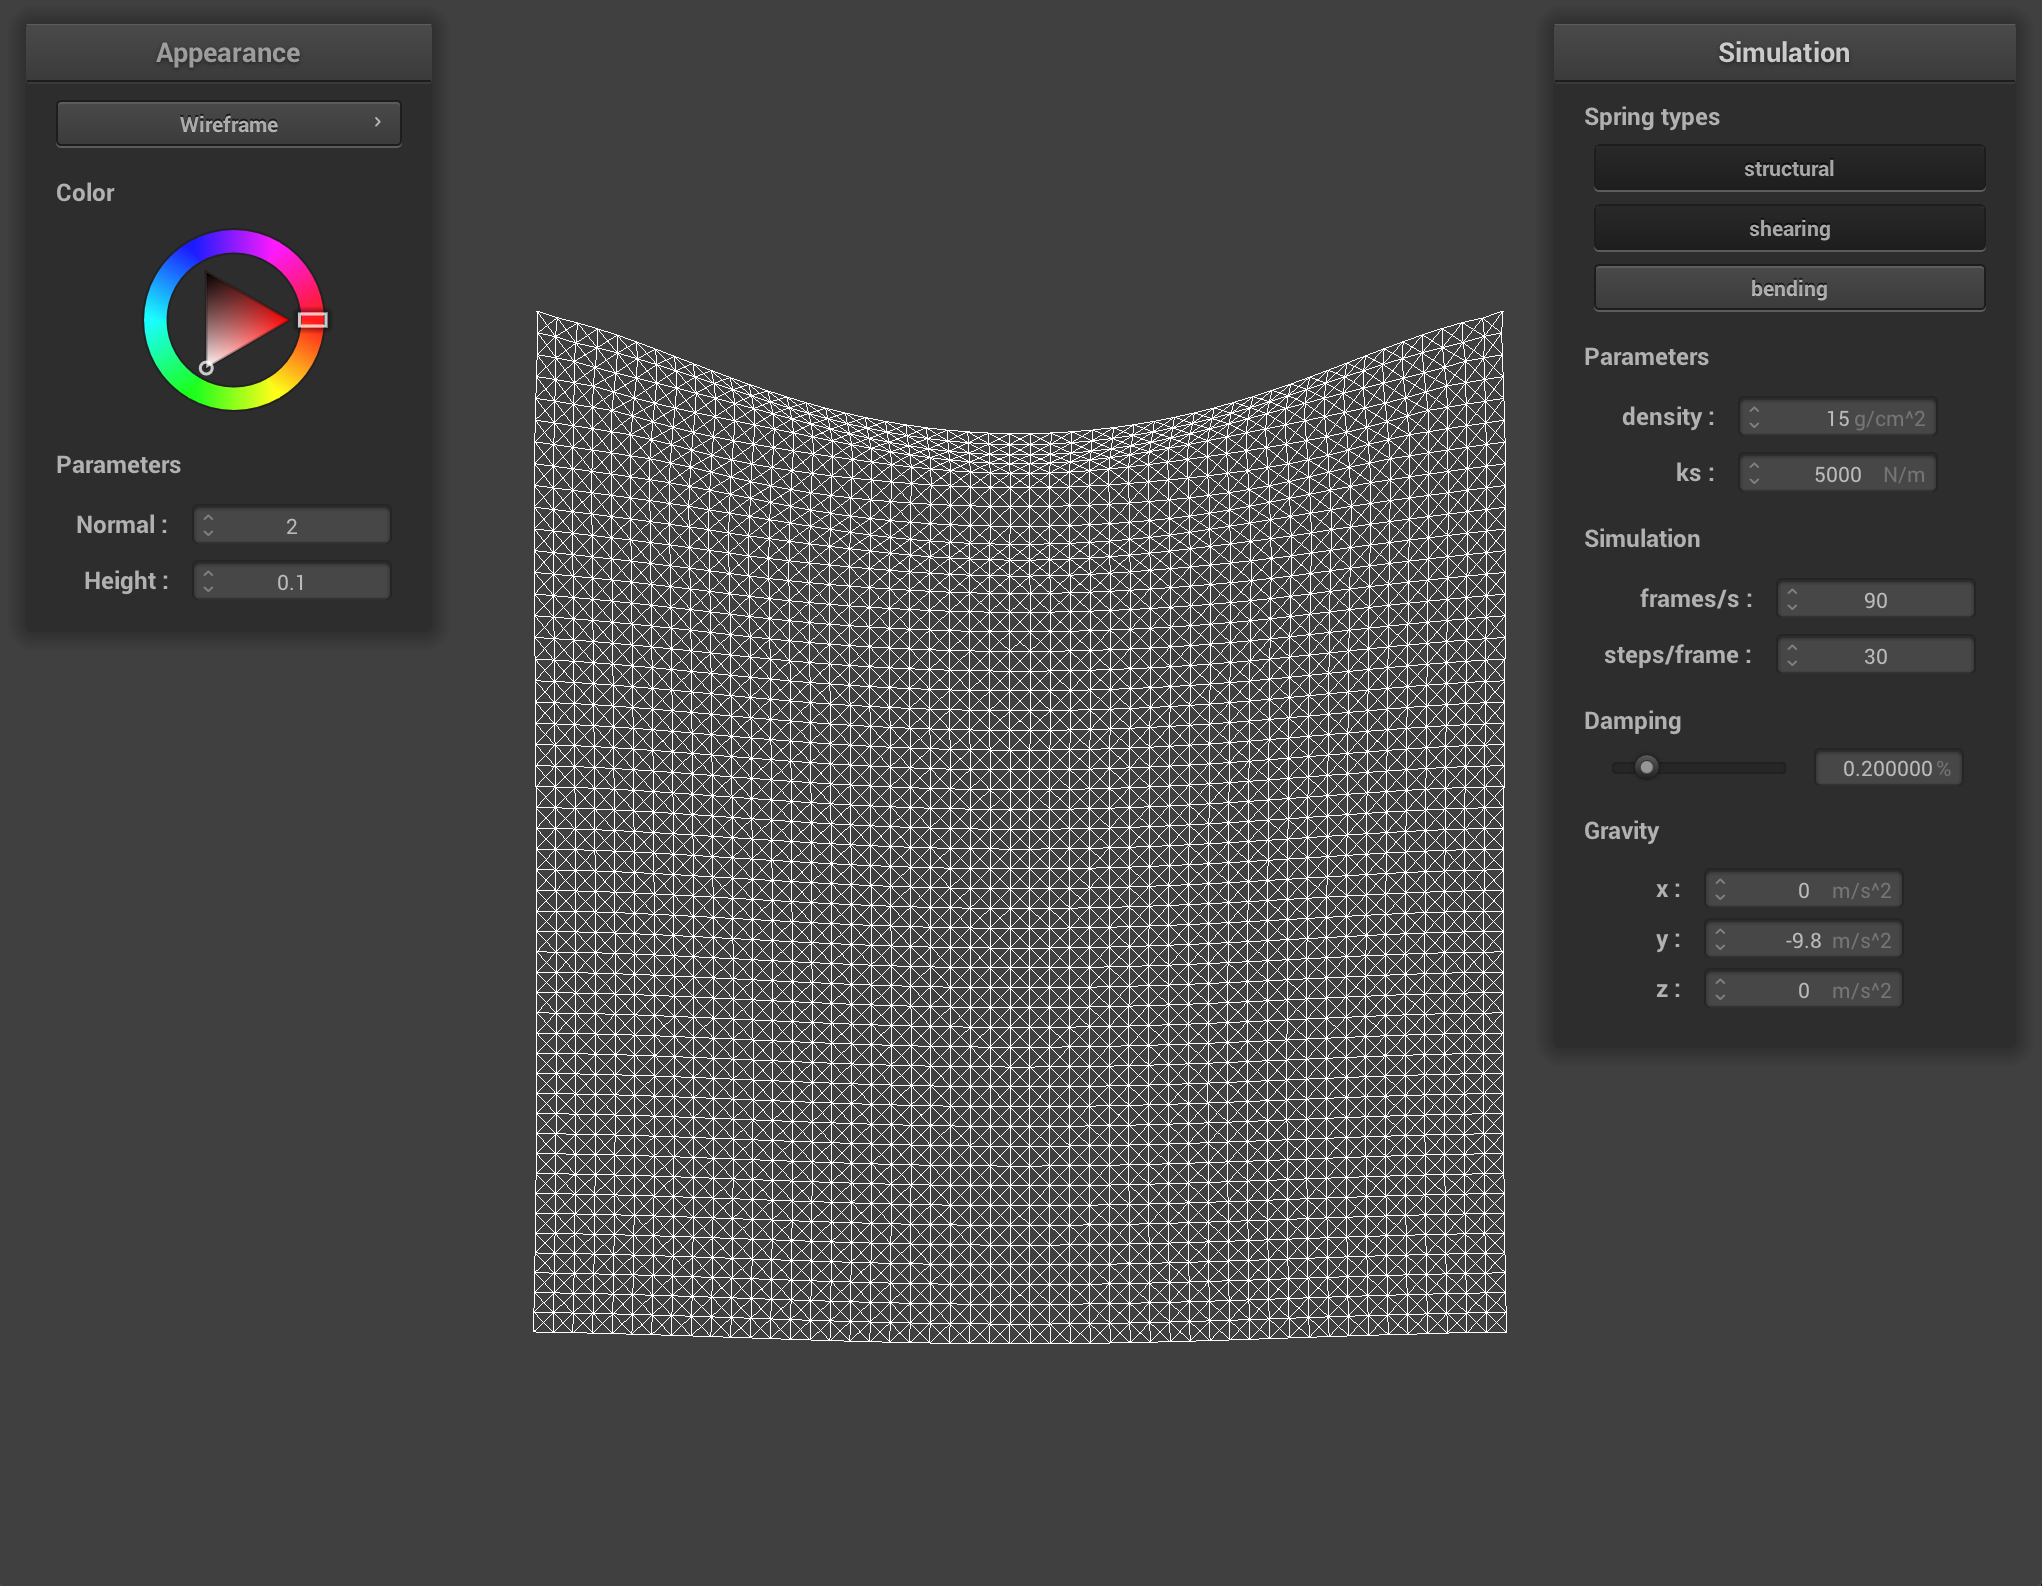 Appearance
Wireframe
Color
Parameters
Normal : 2
Height : 0.1
Simulation
Spring types
structural
shearing
bending
Parameters
density : 15 g/cm^2
ks : 5000 N/m
Simulation
frames/s : 90
steps/frame : 30
Damping
0.200000 %
Gravity
x : 0 m/s^2
y : -9.8 m/s^2
z : 0 m/s^2